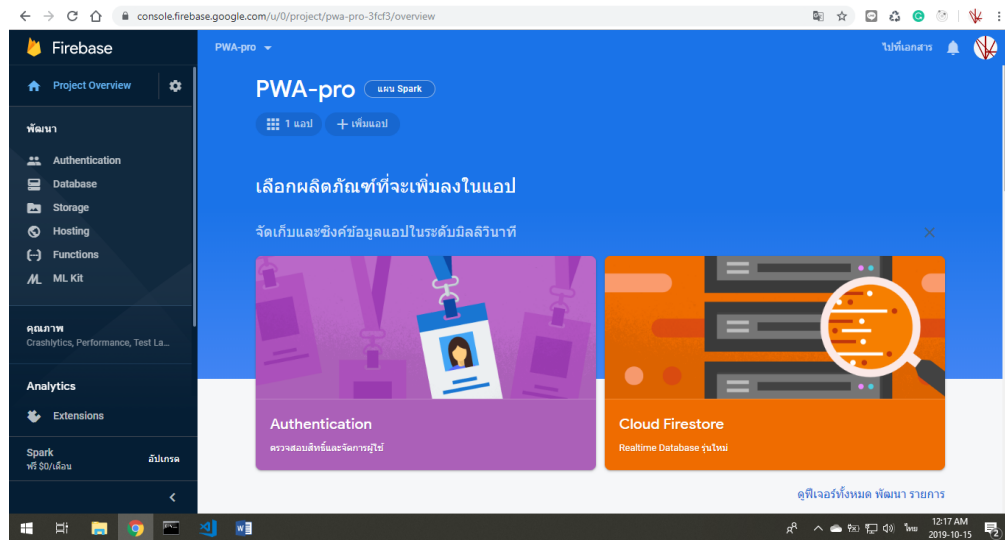 console.firebase.google.com/u/0/project/pwa-pro-3fcf3/overview
Firebase
PWA-pro
ไปที่เอกสาร
Project Overview
PWA-pro
แผน Spark
1 แอป
เพิ่มแอป
พัฒนา
Authentication
Database
Storage
Hosting
Functions
ML Kit
เลือกผลิตภัณฑ์ที่จะเพิ่มลงในแอป
จัดเก็บและซิงค์ข้อมูลแอปในระดับมิลลิวินาที
คุณภาพ
Crashlytics, Performance, Test La...
Analytics
Extensions
Authentication
ตรวจสอบสิทธิ์และจัดการผู้ใช้
Cloud Firestore
Realtime Database รุ่นใหม่
Spark
ฟรี $0/เดือน
อัปเกรด
ดูฟีเจอร์ทั้งหมด พัฒนา รายการ
ไทย
12:17 AM
2019-10-15